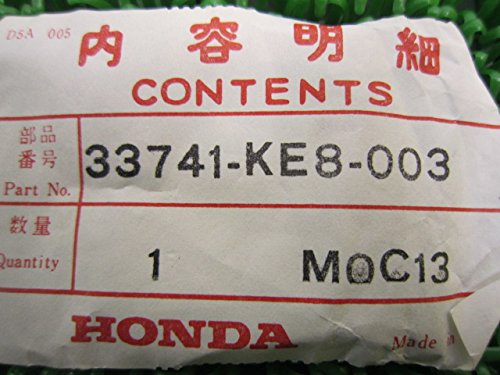 D5A 005
内容明細
CONTENTS
部品
番号
Part No.
33741-KE8-003
数量
Quantity
1 MOC13
HONDA
Made in